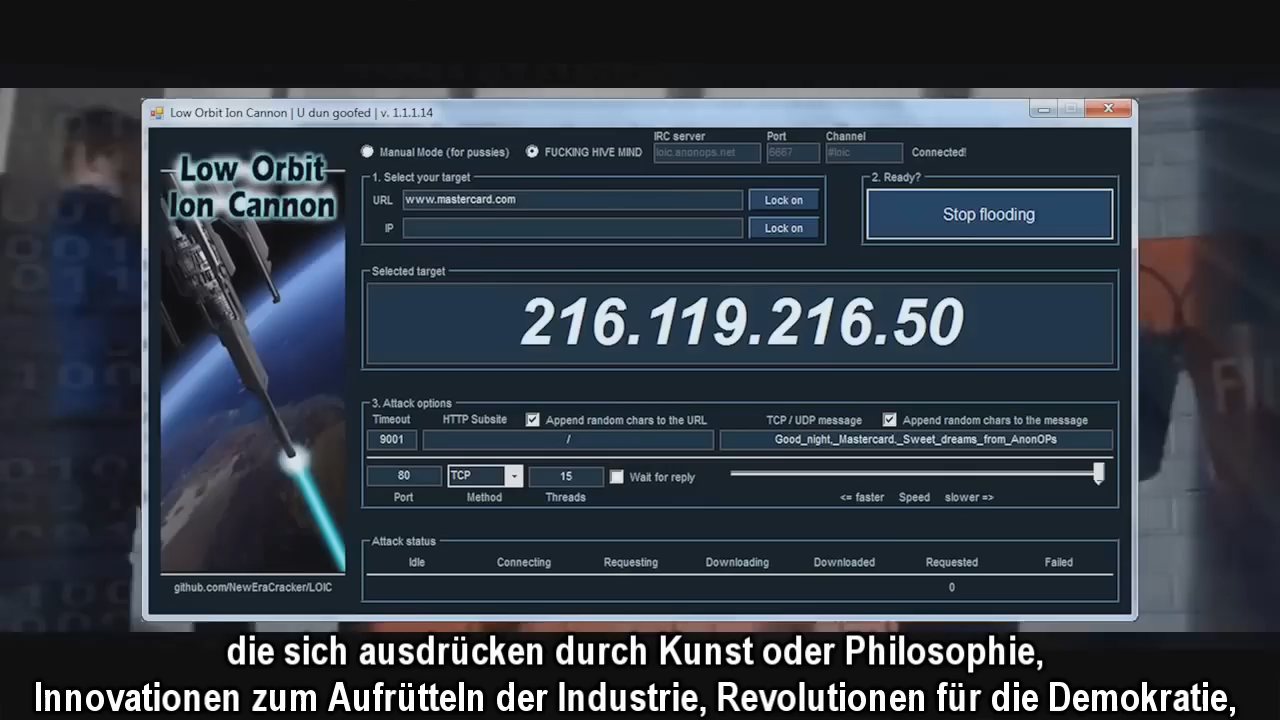 Low Orbit Ion Cannon | U dun goofed | v. 1.1.1.14
Low Orbit
Ion Cannon
github.com/NewEraCracker/LOIC
Manual Mode (for pussies)
FUCKING HIVE MIND
IRC server
Port
Channel
loic.anonops.net
6667
#loic
Connected!
1. Select your target
URL
www.mastercard.com
Lock on
IP
Lock on
2. Ready?
Stop flooding
Selected target
216.119.216.50
3. Attack options
Timeout
HTTP Subsite
Append random chars to the URL
TCP / UDP message
Append random chars to the message
9001
/
Good_night,_Mastercard._Sweet_dreams_from_AnonOPs
80
TCP
15
Wait for reply
Port
Method
Threads
<= faster
Speed
slower =>
Attack status
Idle
Connecting
Requesting
Downloading
Downloaded
Requested
Failed
0
die sich ausdrücken durch Kunst oder Philosophie,
Innovationen zum Aufrütteln der Industrie, Revolutionen für die Demokratie,